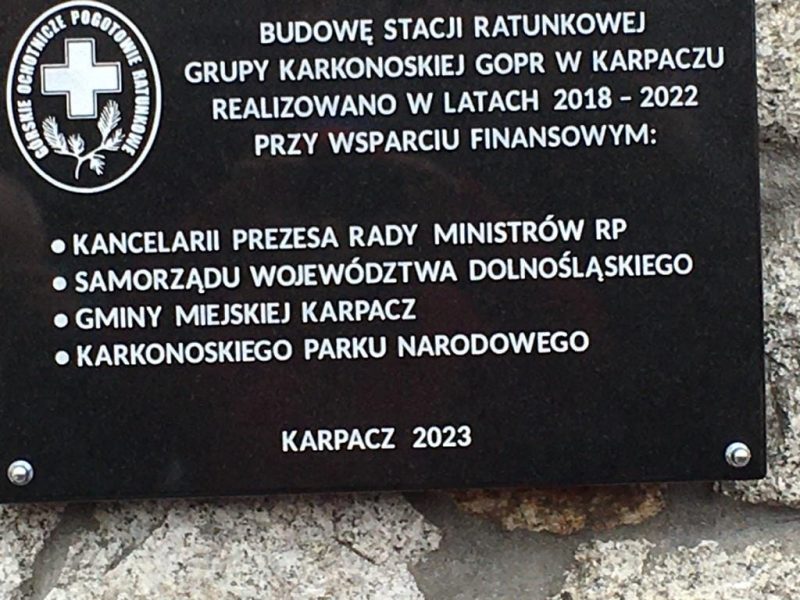 GÓRSKIE OCHOTNICZE POGOTOWIE RATUNKOWE
BUDOWĘ STACJI RATUNKOWEJ
GRUPY KARKONOSKIEJ GOPR W KARPACZU
REALIZOWANO W LATACH 2018 – 2022
PRZY WSPARCIU FINANSOWYM:
• KANCELARII PREZESA RADY MINISTRÓW RP
• SAMORZĄDU WOJEWÓDZTWA DOLNOŚLĄSKIEGO
• GMINY MIEJSKIEJ KARPACZ
• KARKONOSKIEGO PARKU NARODOWEGO
KARPACZ 2023